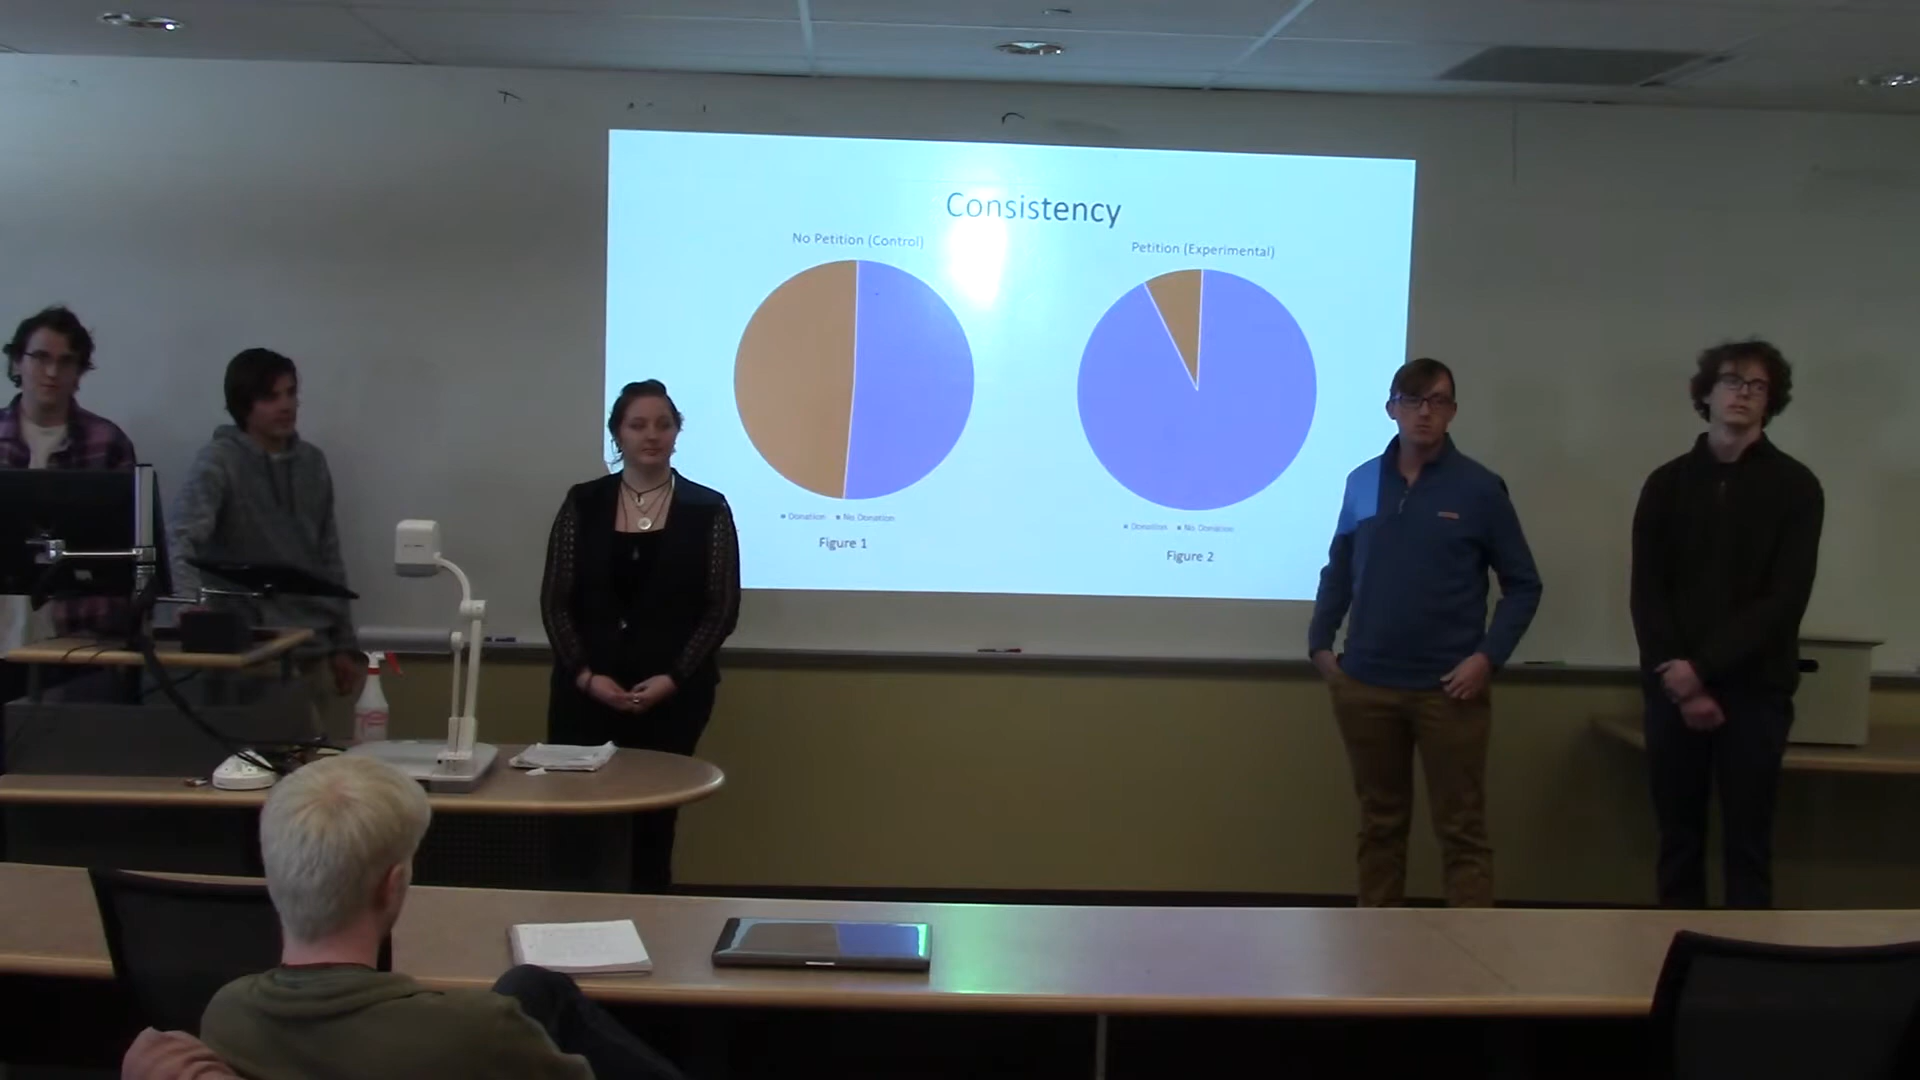 Consistency
No Petition (Control)
Petition (Experimental)
Donation No Donation
Donation No Donation
Figure 1
Figure 2